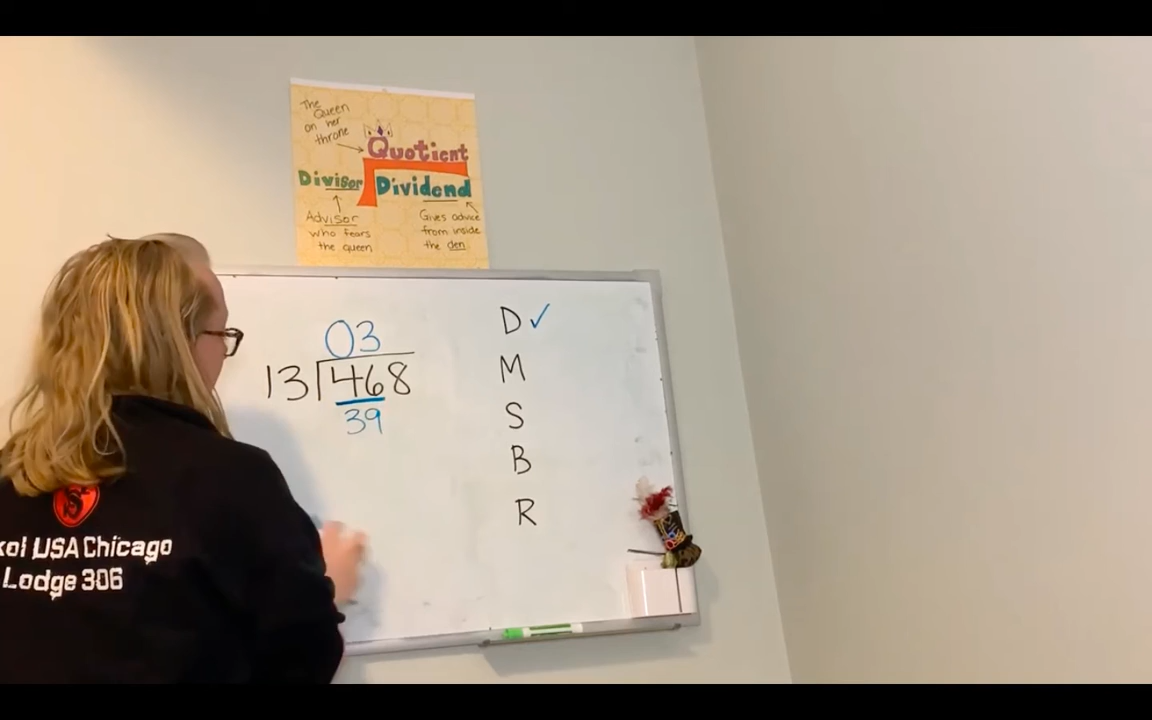 The
Queen
on her
throne
Quotient
Divisor
Dividend
Advisor
who fears
the queen
Gives advice
from inside
the den
03
13 468
39
D ✓
M
S
B
R
USA Chicago
Lodge 306